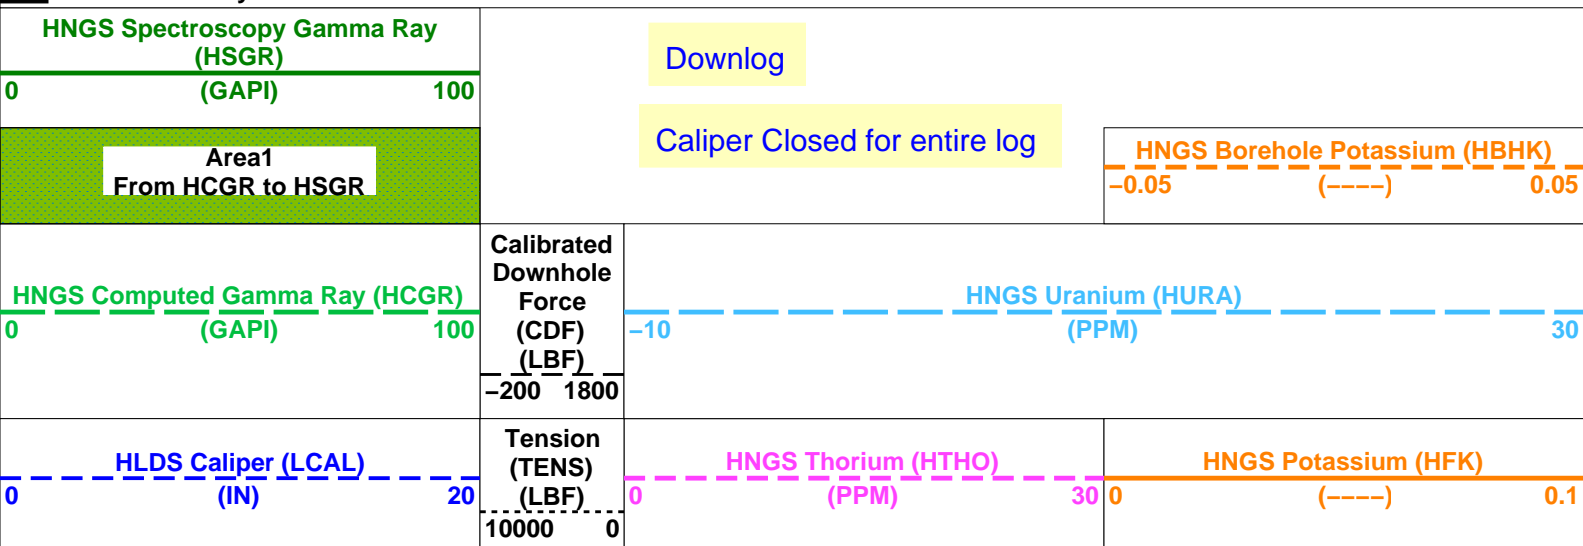 HNGS Spectroscopy Gamma Ray
(HSGR)
0 (GAPI) 100
Downlog
Caliper Closed for entire log
Area1
From HCGR to HSGR
HNGS Borehole Potassium (HBHK)
−0.05 (−−−−) 0.05
HNGS Computed Gamma Ray (HCGR)
0 (GAPI) 100
Calibrated
Downhole
Force
(CDF)
(LBF)
−200 1800
HNGS Uranium (HURA)
−10 (PPM) 30
HLDS Caliper (LCAL)
0 (IN) 20
Tension
(TENS)
(LBF)
10000 0
HNGS Thorium (HTHO)
0 (PPM) 30
HNGS Potassium (HFK)
0 (−−−−) 0.1